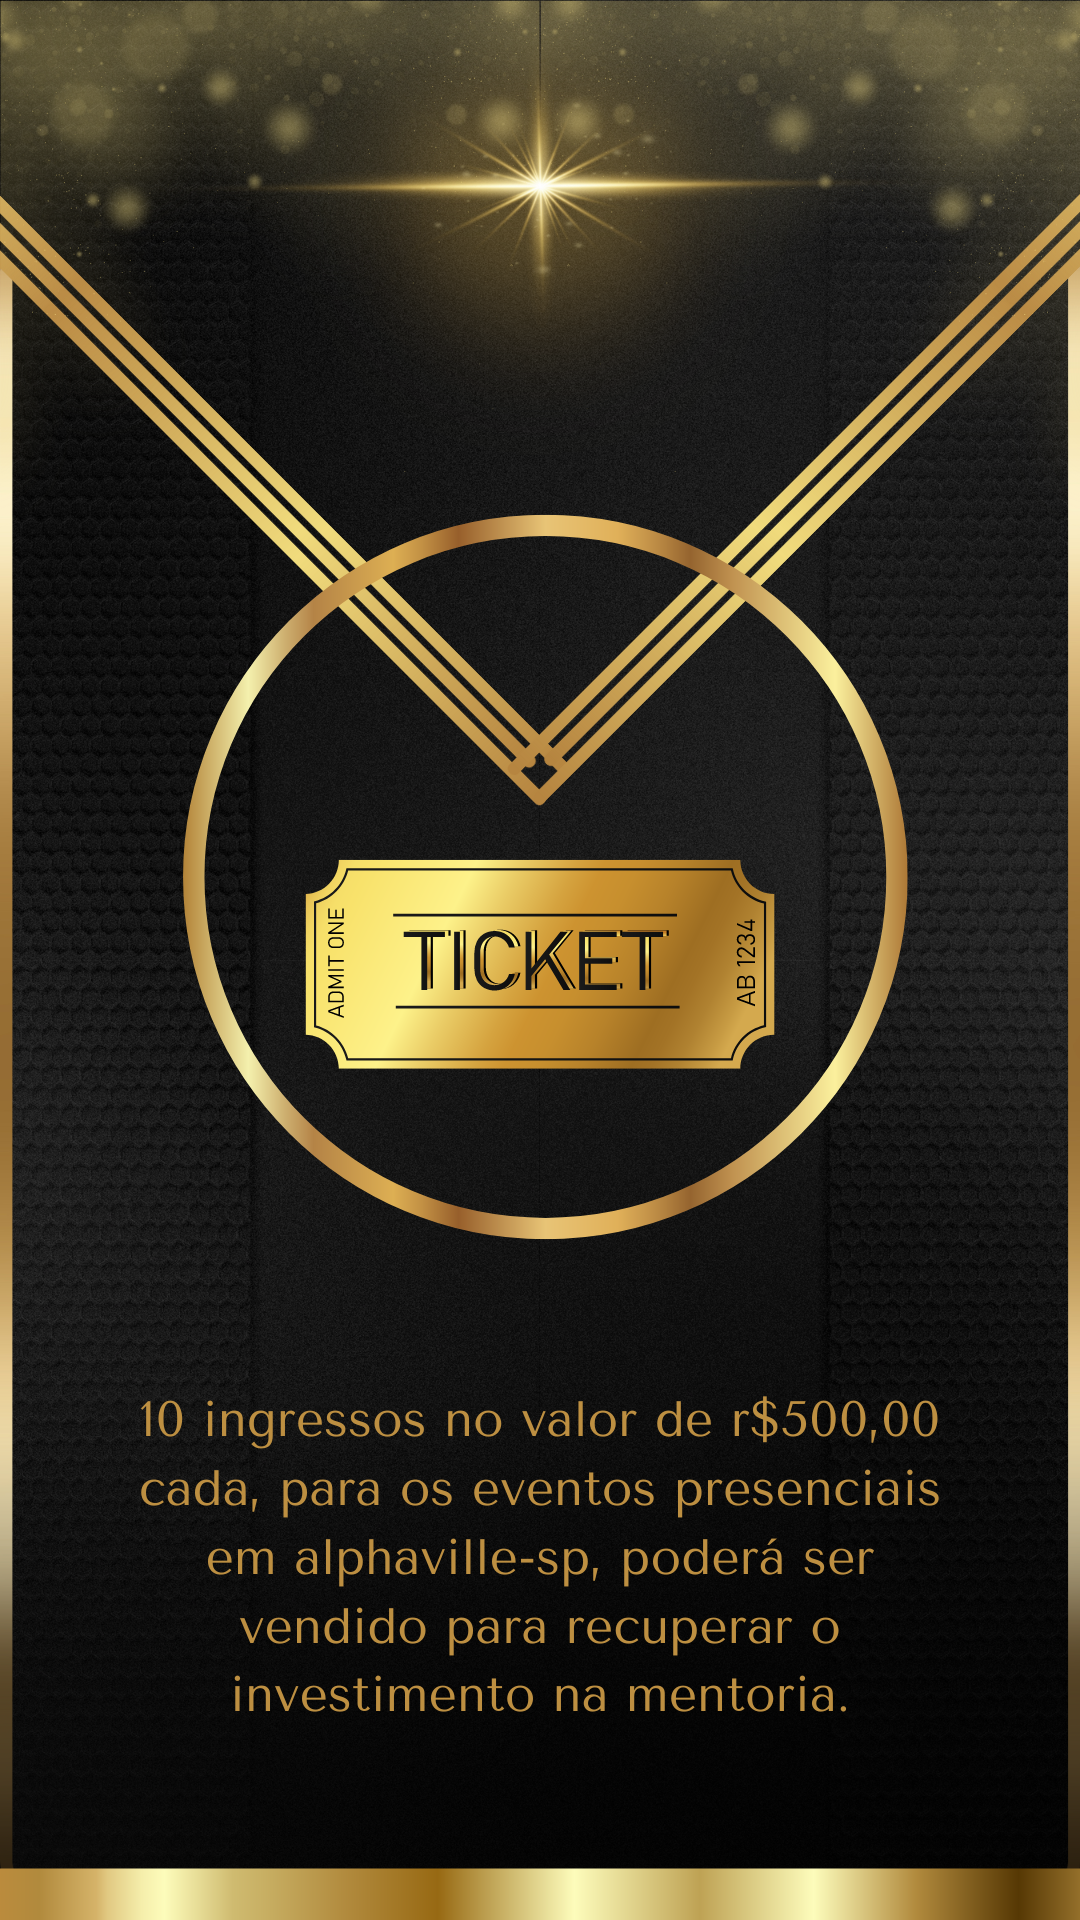 ADMIT ONE
TICKET
AB 1234
10 ingressos no valor de r$500,00
cada, para os eventos presenciais
em alphaville-sp, poderá ser
vendido para recuperar o
investimento na mentoria.